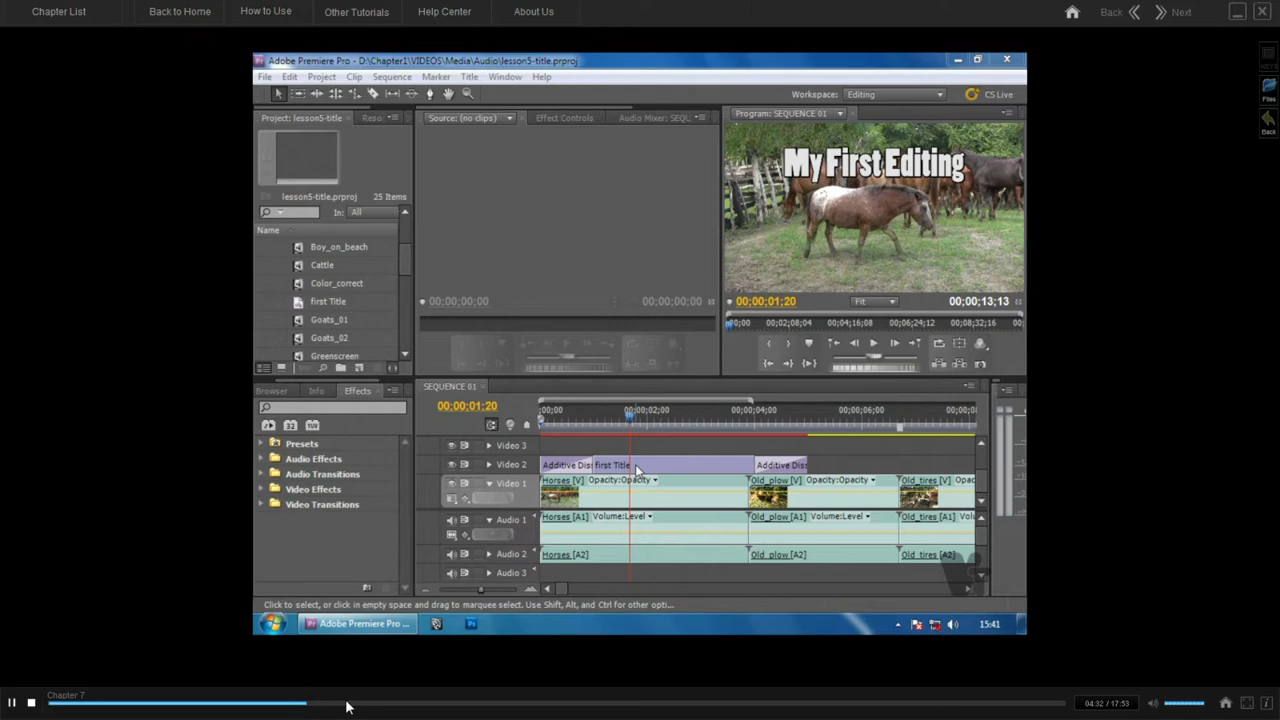 Chapter List Back to Home How to Use Other Tutorials Help Center About Us Back Next
Adobe Premiere Pro - D:\Chapter1\VIDEOS\Media\Audio\lesson5-title.prproj
File Edit Project Clip Sequence Marker Title Window Help
Workspace: Editing CS Live
Project: lesson5-title Reso
Source: (no clips) Effect Controls Audio Mixer: SEQU
Program: SEQUENCE 01
My First Editing
lesson5-title.prproj 25 Items
In: All
Name
Boy_on_beach
Cattle
Color_correct
first Title
Goats_01
Goats_02
Greenscreen
00;00;00;00 00;00;00;00
00;00;01;20 Fit 00;00;13;13
00;00 00;02;08;04 00;04;16;08 00;06;24;12 00;08;32;16 00;
Browser Info Effects
Presets
Audio Effects
Audio Transitions
Video Effects
Video Transitions
SEQUENCE 01
00;00;01;20
;00;00 00;00;02;00 00;00;04;00 00;00;06;00 00;00;08
Video 3
Video 2 Additive Diss first Title Additive Diss
Video 1 Horses [V] Opacity:Opacity Old_plow [V] Opacity:Opacity Old_tires [V] Opac
Audio 1 Horses [A1] Volume:Level Old_plow [A1] Volume:Level Old_tires [A1] Volu
Audio 2 Horses [A2] Old_plow [A2] Old_tires [A2]
Audio 3
Click to select, or click in empty space and drag to marquee select. Use Shift, Alt, and Ctrl for other opti...
Adobe Premiere Pro ... Ps 15:41
KEYS
Files
Back
Chapter 7
04:32 / 17:53